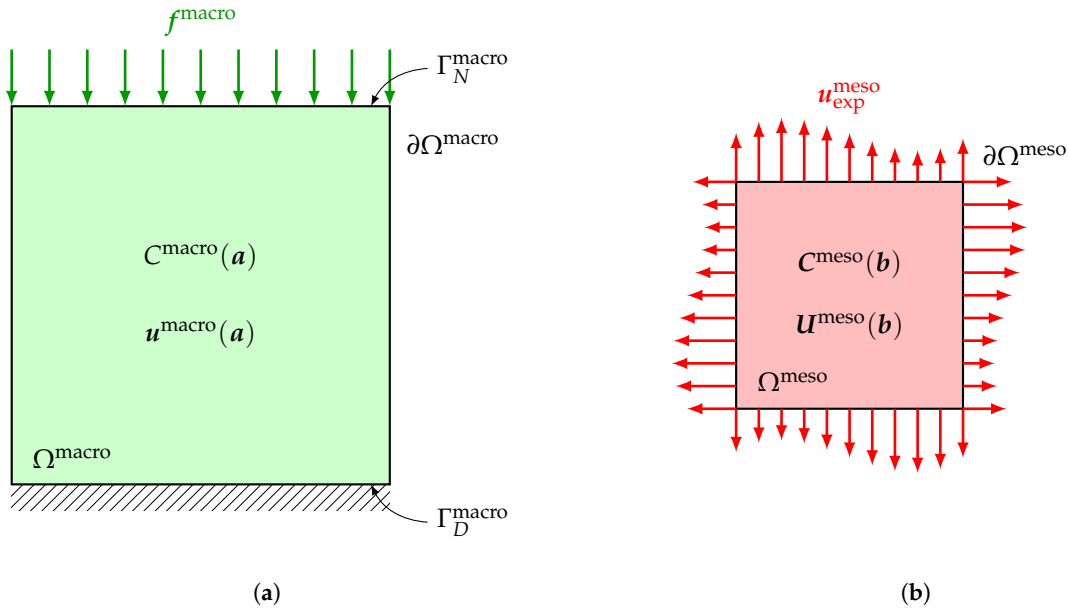 f^macro
Γ_N^macro
∂Ω^macro
C^macro(a)
u^macro(a)
Ω^macro
Γ_D^macro
(a)
u_exp^meso
∂Ω^meso
C^meso(b)
U^meso(b)
Ω^meso
(b)